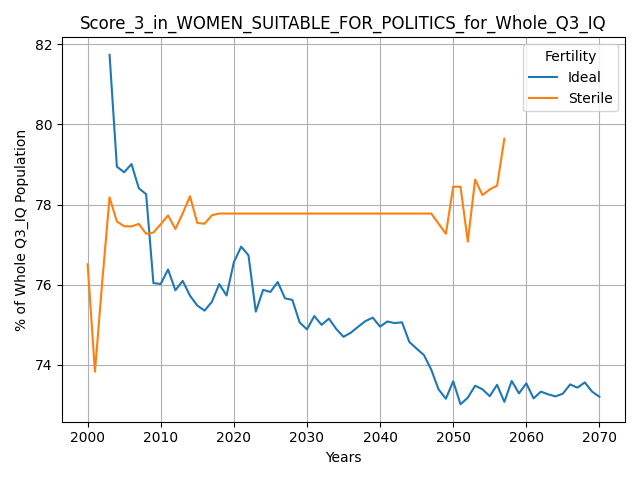 Score_3_in_WOMEN_SUITABLE_FOR_POLITICS_for_Whole_Q3_IQ
Fertility
Ideal
Sterile
% of Whole Q3_IQ Population
82
80
78
76
74
2000 2010 2020 2030 2040 2050 2060 2070
Years